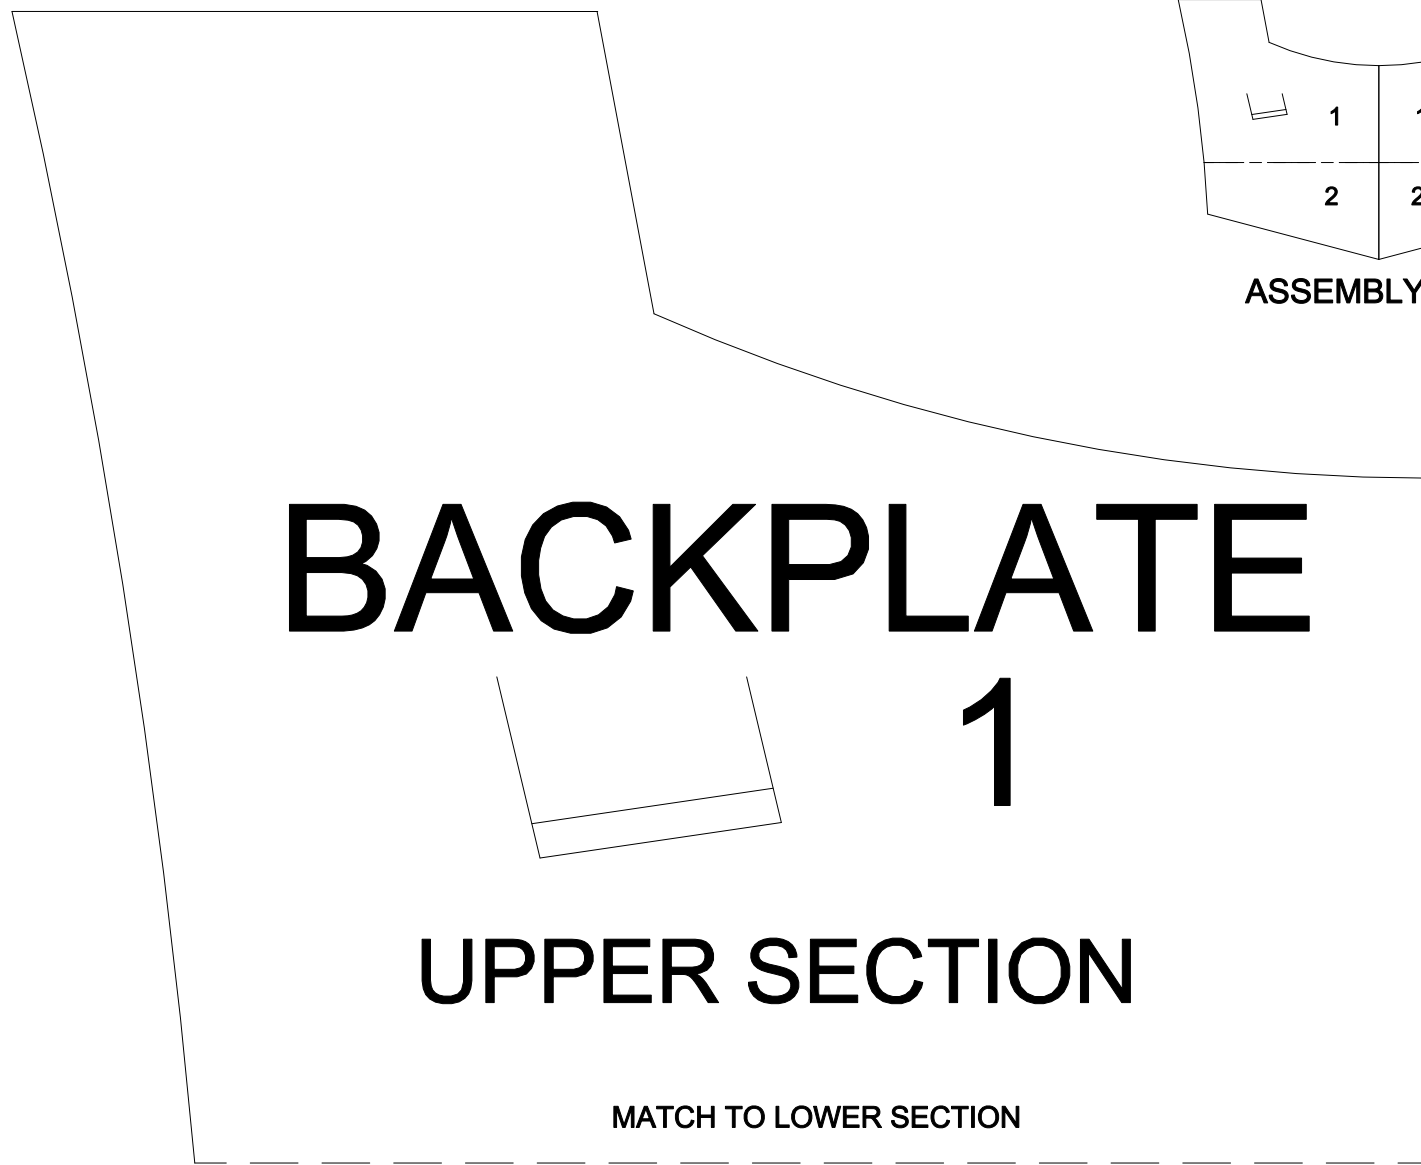 1 1
2 2
ASSEMBLY
BACKPLATE
1
UPPER SECTION
MATCH TO LOWER SECTION